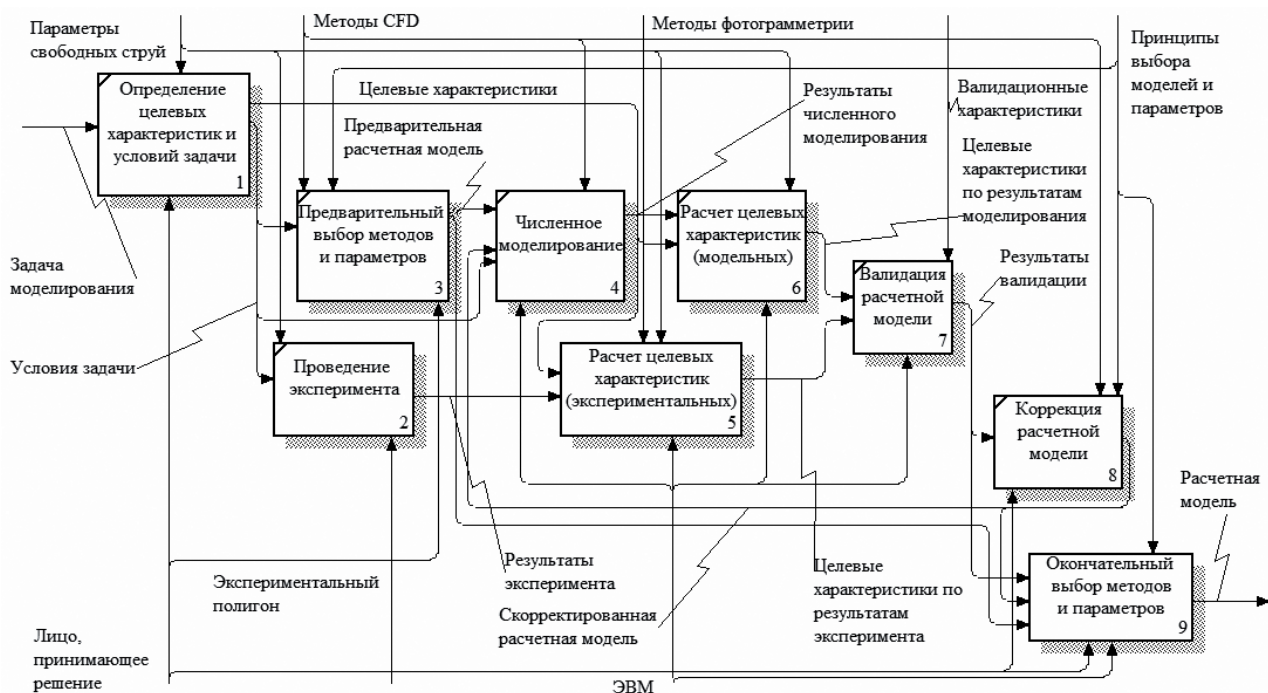 Параметры
свободных струй
Методы CFD
Методы фотограмметрии
Принципы
выбора
моделей и
параметров
Определение
целевых
характеристик и
условий задачи
1
Целевые характеристики
Предварительная
расчетная модель
Результаты
численного
моделирования
Валидационные
характеристики
Целевые
характеристики
по результатам
моделирования
Предварительный
выбор методов
и параметров
3
Численное
моделирование
4
Расчет целевых
характеристик
(модельных)
6
Задача
моделирования
Валидация
расчетной
модели
7
Результаты
валидации
Условия задачи
Проведение
эксперимента
2
Расчет целевых
характеристик
(экспериментальных)
5
Коррекция
расчетной
модели
8
Расчетная
модель
Экспериментальный
полигон
Результаты
эксперимента
Скорректированная
расчетная модель
Целевые
характеристики по
результатам
эксперимента
Окончательный
выбор методов
и параметров
9
Лицо,
принимающее
решение
ЭВМ